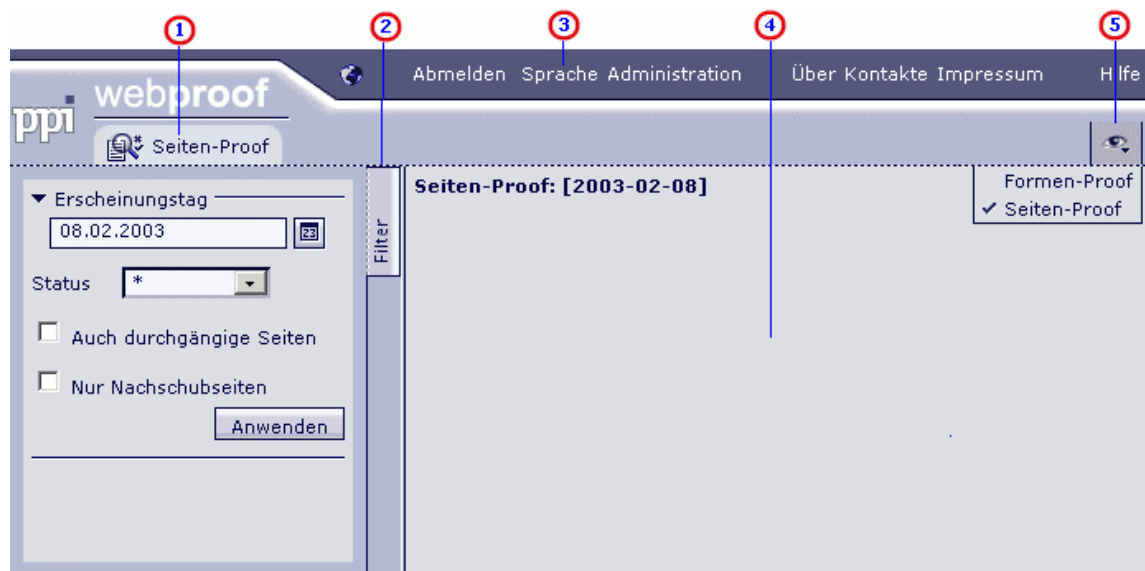 1 2 3 4 5
Abmelden Sprache Administration Über Kontakte Impressum Hilfe
ppi webproof
Seiten-Proof
Erscheinungstag
08.02.2003
23
Status *
Auch durchgängige Seiten
Nur Nachschubseiten
Anwenden
Filter
Seiten-Proof: [2003-02-08]
Formen-Proof
Seiten-Proof